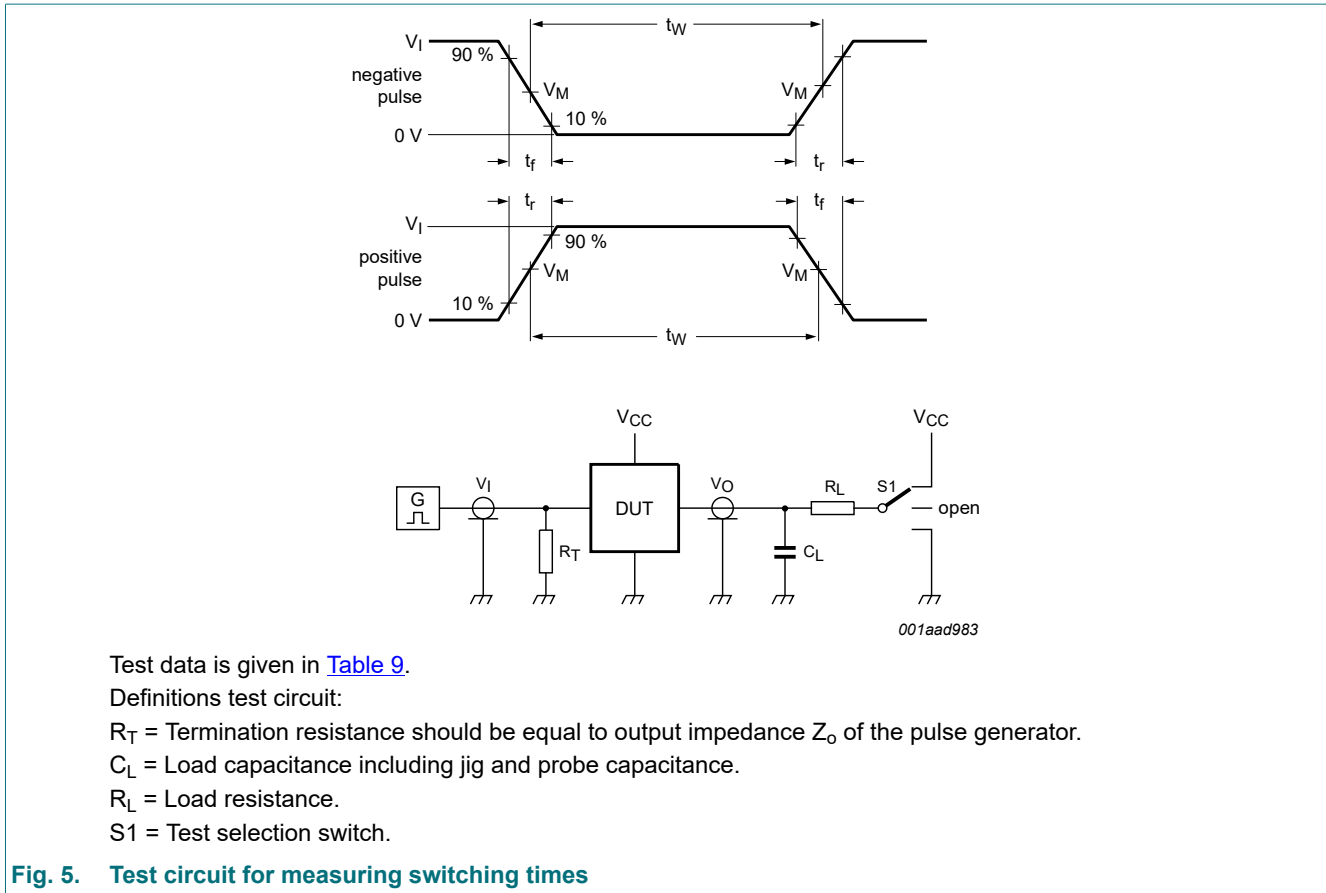 tW
VI
90 %
negative
pulse
VM
VM
10 %
0 V
tf
tr
tr
tf
VI
90 %
positive
pulse
VM
VM
10 %
0 V
tW
VCC
VCC
G
VI
DUT
VO
RL
S1
open
RT
CL
001aad983
Test data is given in Table 9.
Definitions test circuit:
RT = Termination resistance should be equal to output impedance Zo of the pulse generator.
CL = Load capacitance including jig and probe capacitance.
RL = Load resistance.
S1 = Test selection switch.
Fig. 5. Test circuit for measuring switching times